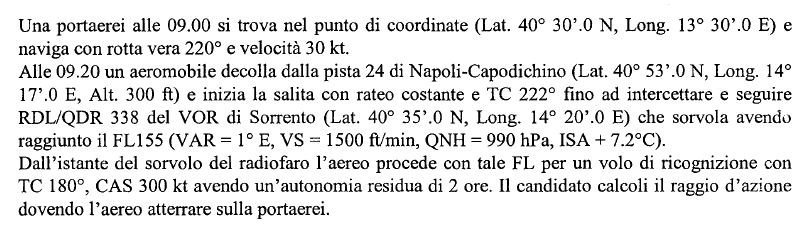 Una portaerei alle 09.00 si trova nel punto di coordinate (Lat. 40° 30’.0 N, Long. 13° 30’.0 E) e
naviga con rotta vera 220° e velocità 30 kt.
Alle 09.20 un aeromobile decolla dalla pista 24 di Napoli-Capodichino (Lat. 40° 53’.0 N, Long. 14°
17’.0 E, Alt. 300 ft) e inizia la salita con rateo costante e TC 222° fino ad intercettare e seguire
RDL/QDR 338 del VOR di Sorrento (Lat. 40° 35’.0 N, Long. 14° 20’.0 E) che sorvola avendo
raggiunto il FL155 (VAR = 1° E, VS = 1500 ft/min, QNH = 990 hPa, ISA + 7.2°C).
Dall’istante del sorvolo del radiofaro l’aereo procede con tale FL per un volo di ricognizione con
TC 180°, CAS 300 kt avendo un’autonomia residua di 2 ore. Il candidato calcoli il raggio d’azione
dovendo l’aereo atterrare sulla portaerei.